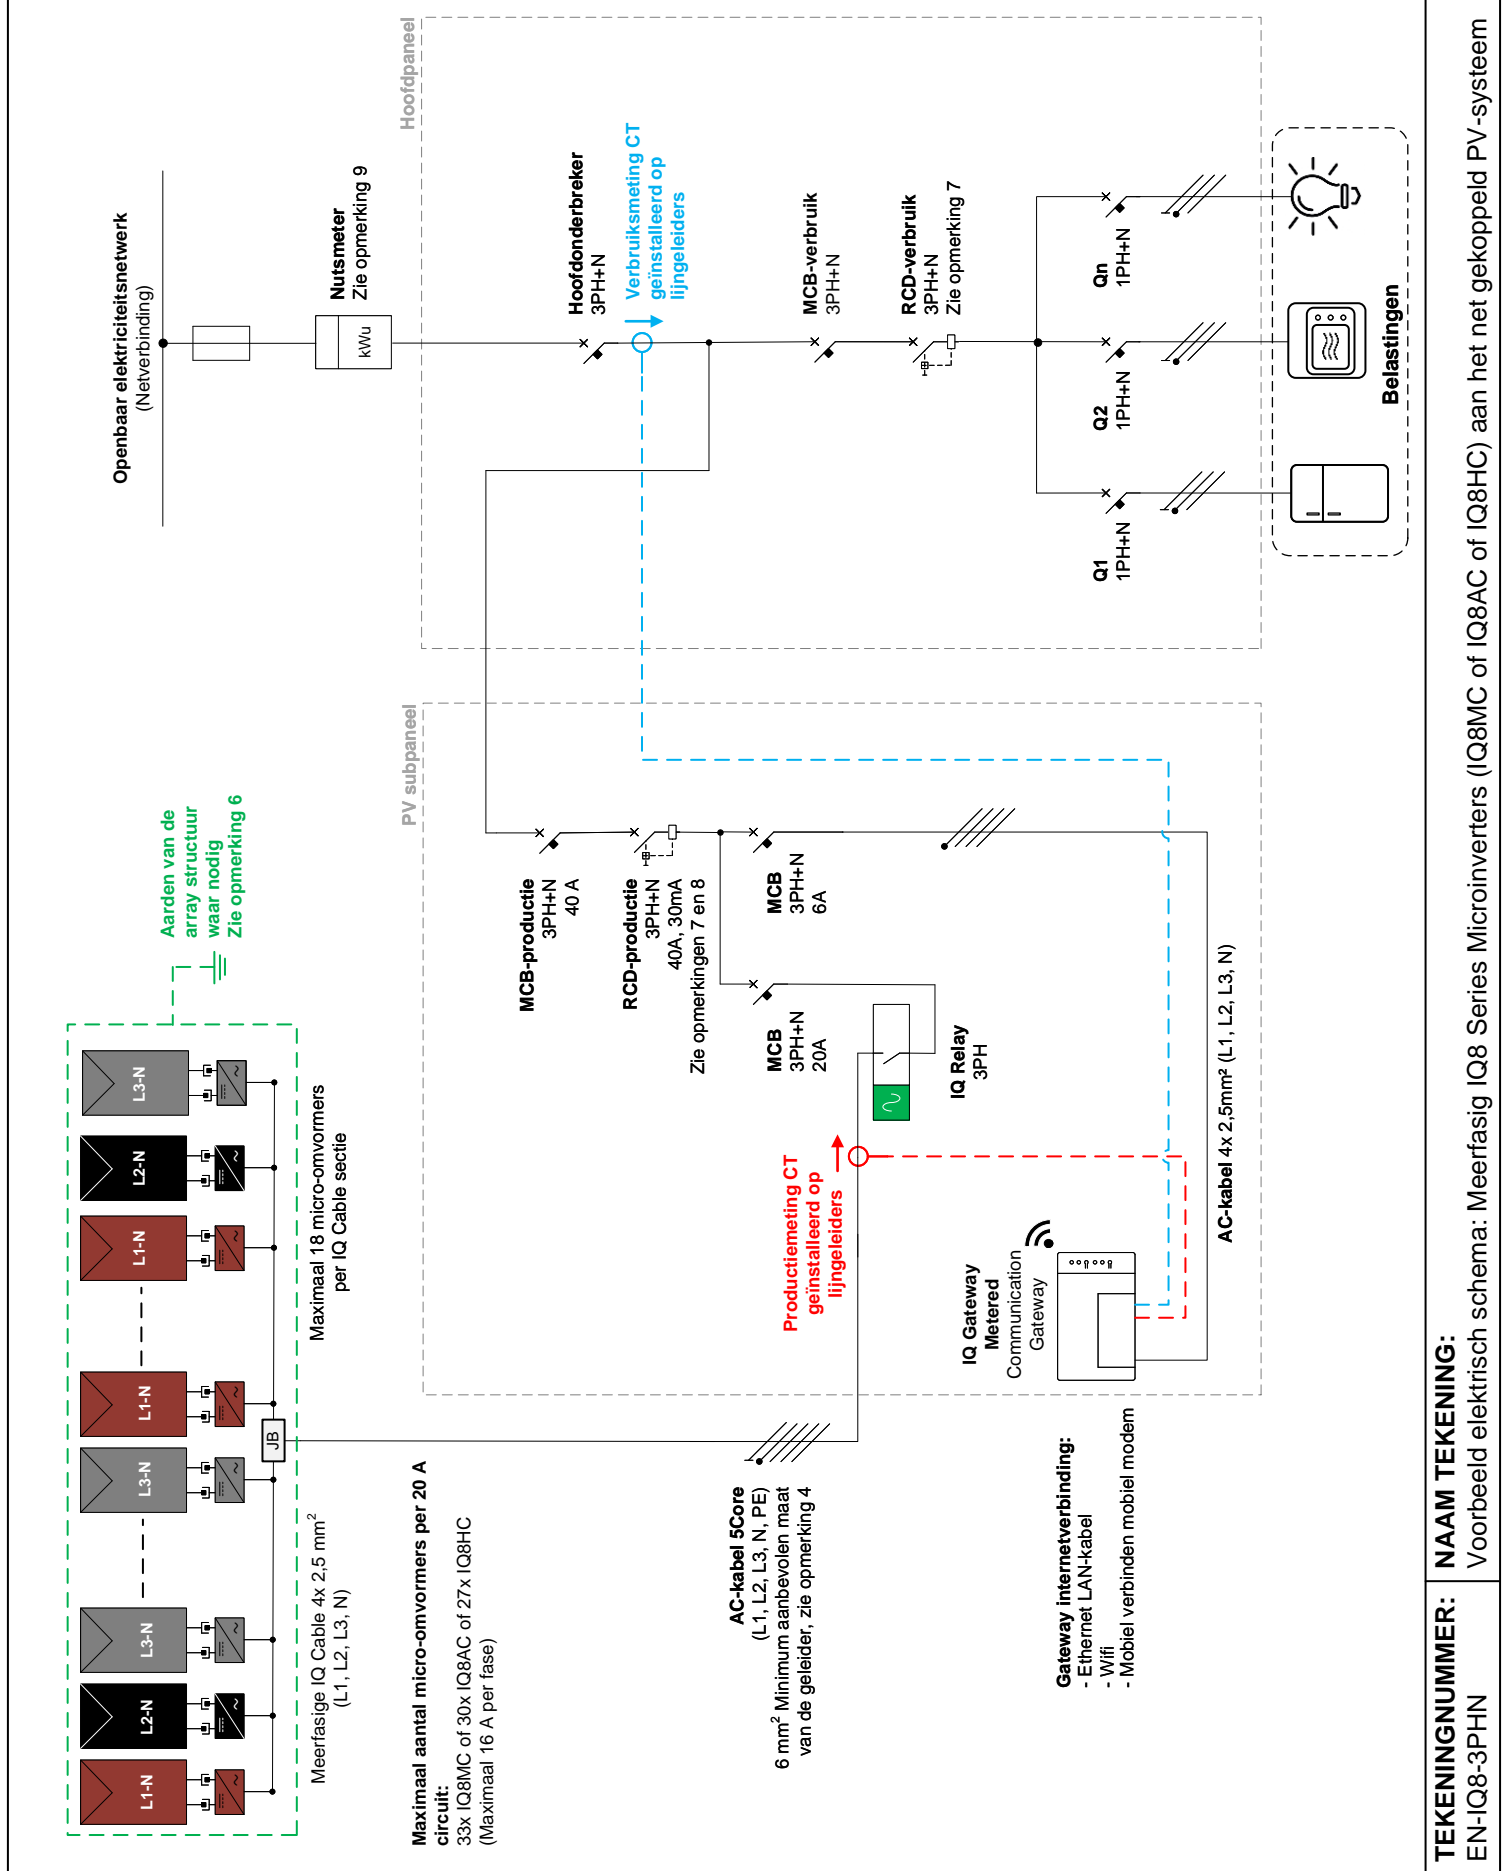 Openbaar elektriciteitsnetwerk
(Netverbinding)
Nutsmeter
Zie opmerking 9
kWu
Hoofdpaneel
Hoofdonderbreker
3PH+N
Verbruiksmeting CT
geïnstalleerd op
lijngeleiders
MCB-verbruik
3PH+N
RCD-verbruik
3PH+N
Zie opmerking 7
Q1
1PH+N
Q2
1PH+N
Qn
1PH+N
Belastingen
PV subpaneel
MCB-productie
3PH+N
40 A
RCD-productie
3PH+N
40A, 30mA
Zie opmerkingen 7 en 8
MCB
3PH+N
6A
MCB
3PH+N
20A
IQ Relay
3PH
Productiemeting CT
geïnstalleerd op
lijngeleiders
IQ Gateway
Metered
Communication
Gateway
AC-kabel 4x 2,5mm² (L1, L2, L3, N)
Aarden van de
array structuur
waar nodig
Zie opmerking 6
L1-N
L2-N
L3-N
L3-N
L1-N
L1-N
L2-N
L3-N
JB
Meerfasige IQ Cable 4x 2,5 mm²
(L1, L2, L3, N)
Maximaal 18 micro-omvormers
per IQ Cable sectie
Maximaal aantal micro-omvormers per 20 A
circuit:
33x IQ8MC of 30x IQ8AC of 27x IQ8HC
(Maximaal 16 A per fase)
AC-kabel 5Core
(L1, L2, L3, N, PE)
6 mm² Minimum aanbevolen maat
van de geleider, zie opmerking 4
Gateway internetverbinding:
- Ethernet LAN-kabel
- Wifi
- Mobiel verbinden mobiel modem
TEKENINGNUMMER:
EN-IQ8-3PHN
NAAM TEKENING:
Voorbeeld elektrisch schema: Meerfasig IQ8 Series Microinverters (IQ8MC of IQ8AC of IQ8HC) aan het net gekoppeld PV-systeem